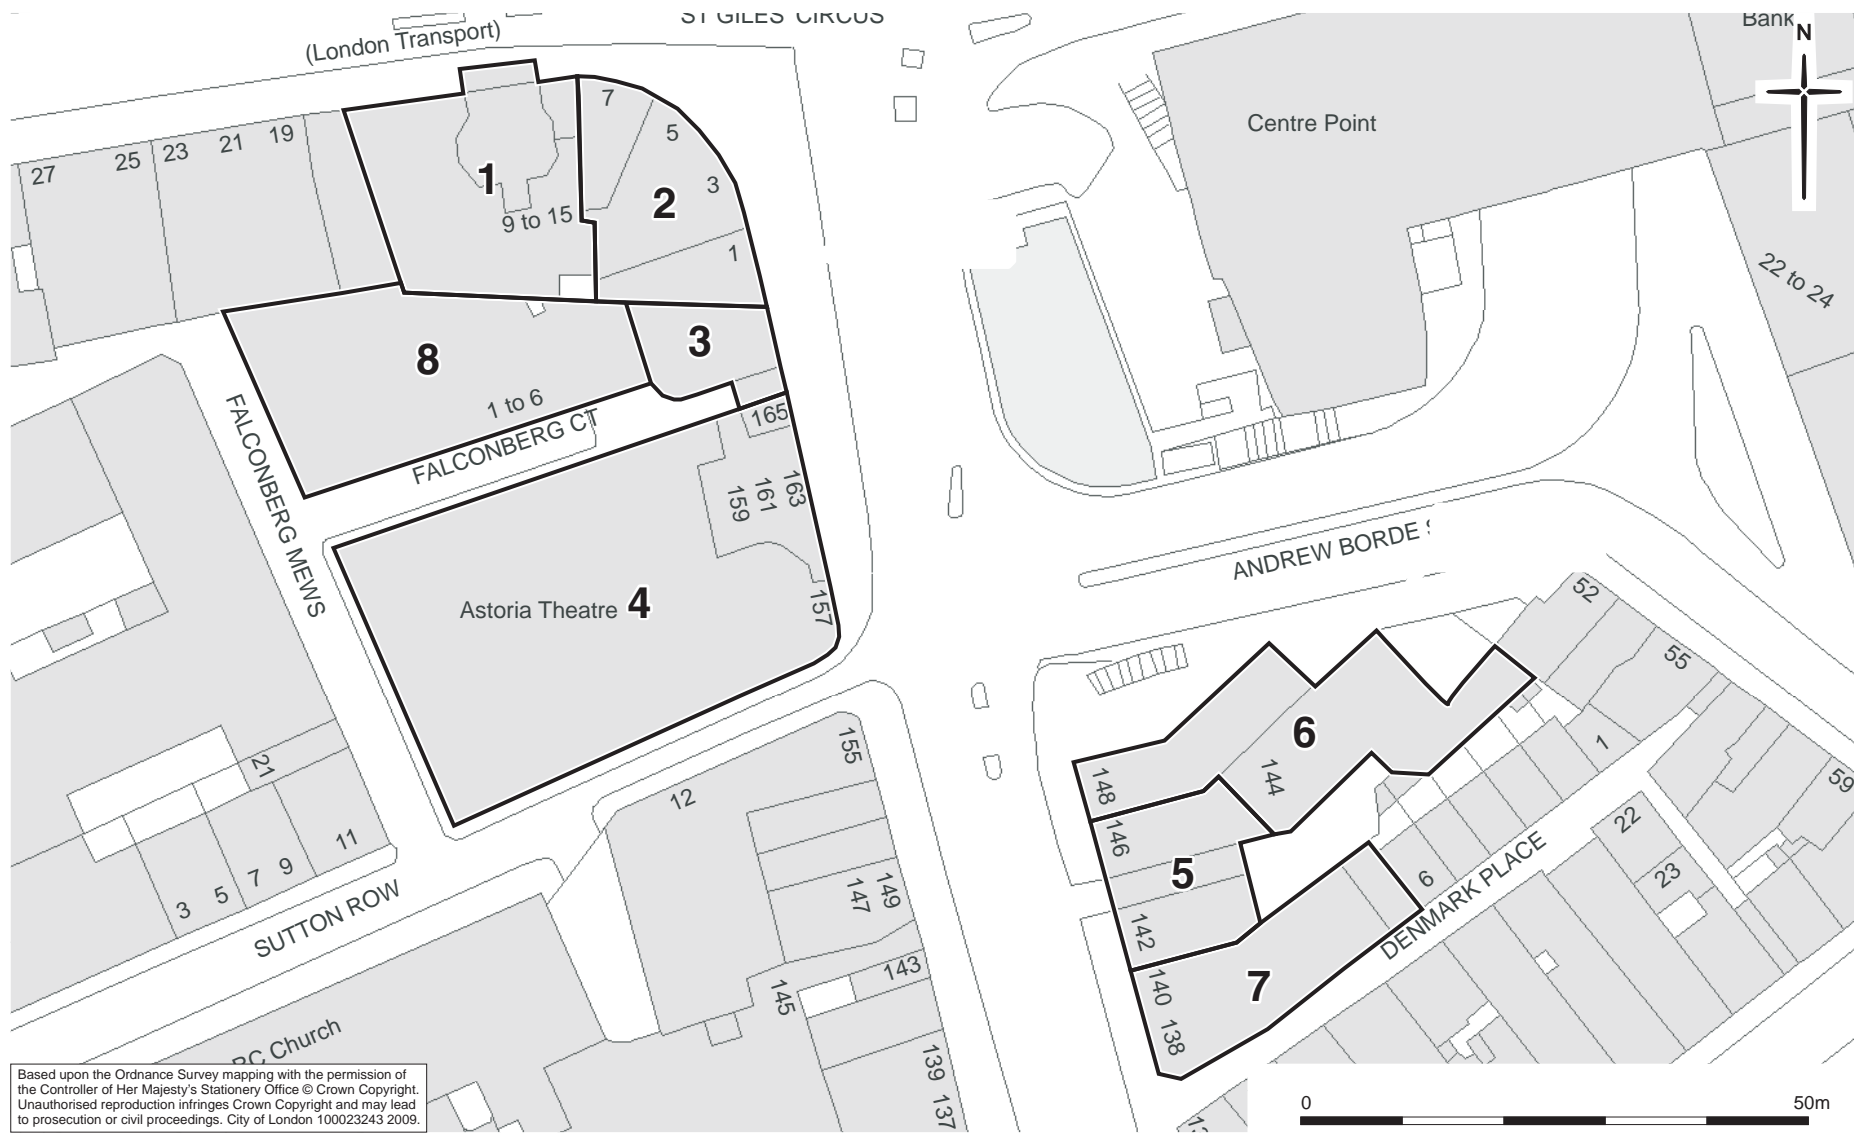 ST GILES' CIRCUS
Bank
(London Transport)
N
7
Centre Point
5
19
21
23
25
27
1
3
2
9 to 15
1
22 to 24
3
8
1 to 6
165
FALCONBERG CT
FALCONBERG MEWS
163
161
159
ANDREW BORDE
Astoria Theatre 4
157
52
55
6
155
1
21
148
144
59
12
146
22
11
9
7
5
3
5
6
23
149
147
DENMARK PLACE
SUTTON ROW
142
143
140
7
145
138
RC Church
139
137
Based upon the Ordnance Survey mapping with the permission of
the Controller of Her Majesty's Stationery Office © Crown Copyright.
Unauthorised reproduction infringes Crown Copyright and may lead
to prosecution or civil proceedings. City of London 100023243 2009.
0
50m